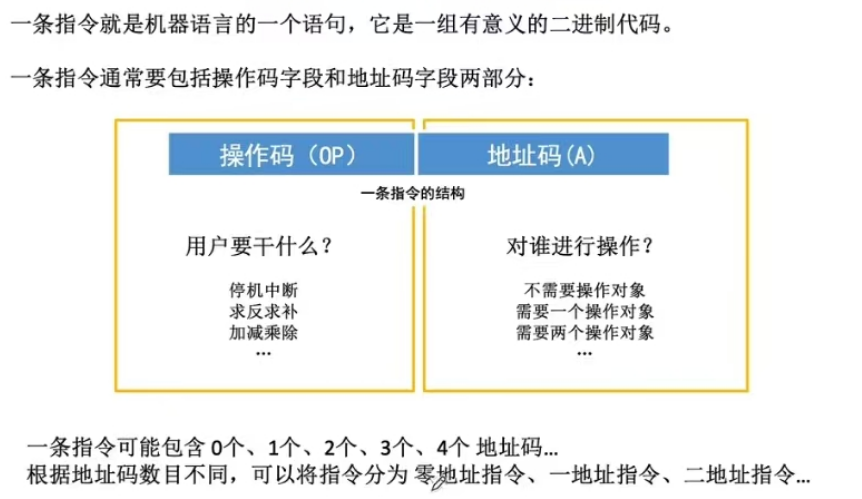 一条指令就是机器语言的一个语句，它是一组有意义的二进制代码。
一条指令通常要包括操作码字段和地址码字段两部分：
操作码（OP） 地址码(A)
一条指令的结构
用户要干什么？ 对谁进行操作？
停机中断 不需要操作对象
求反求补 需要一个操作对象
加减乘除 需要两个操作对象
… …
一条指令可能包含 0个、1个、2个、3个、4个 地址码...
根据地址码数目不同，可以将指令分为 零地址指令、一地址指令、二地址指令...